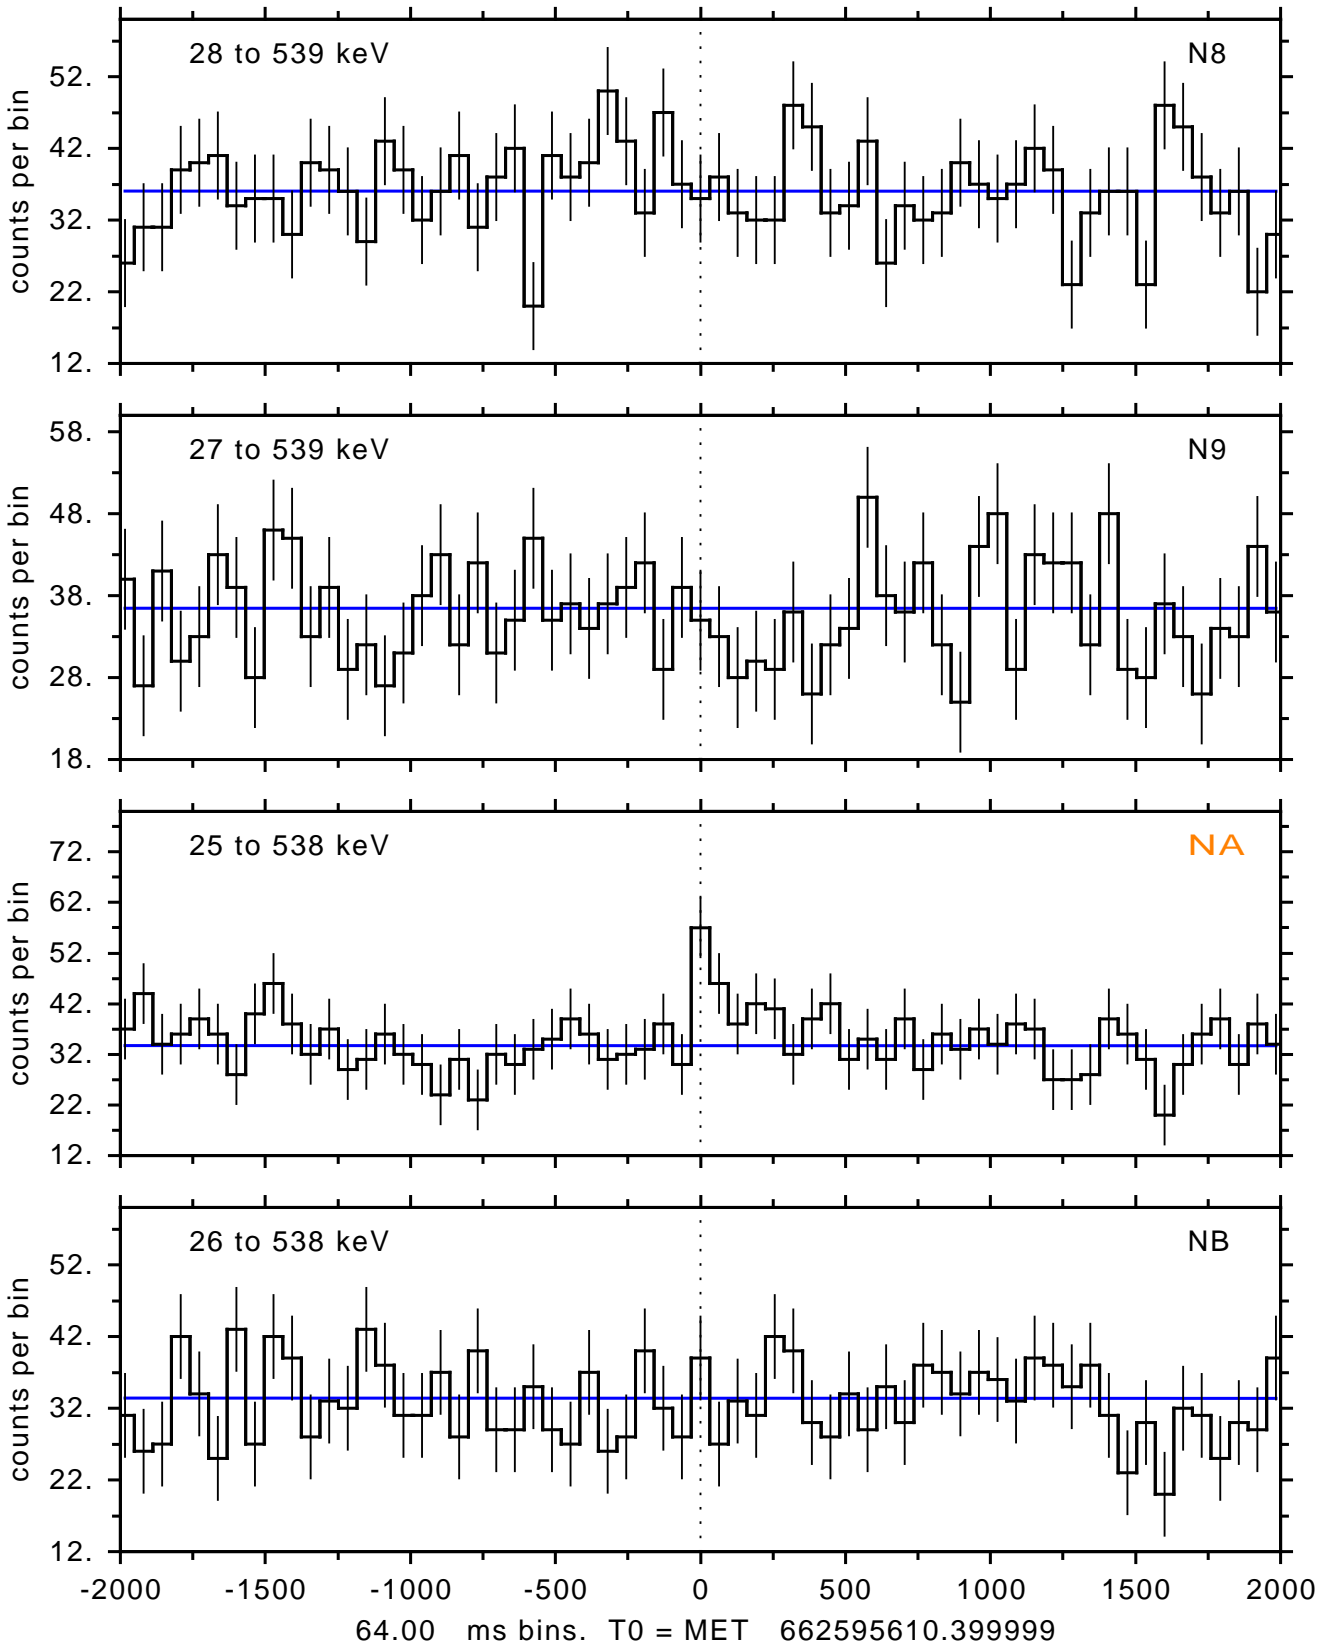 28 to 539 keV N8
52.
42.
32.
22.
12.
counts per bin
27 to 539 keV N9
58.
48.
38.
28.
18.
counts per bin
25 to 538 keV NA
72.
62.
52.
42.
32.
22.
12.
counts per bin
26 to 538 keV NB
52.
42.
32.
22.
12.
counts per bin
-2000 -1500 -1000 -500 0 500 1000 1500 2000
64.00 ms bins. T0 = MET 662595610.399999